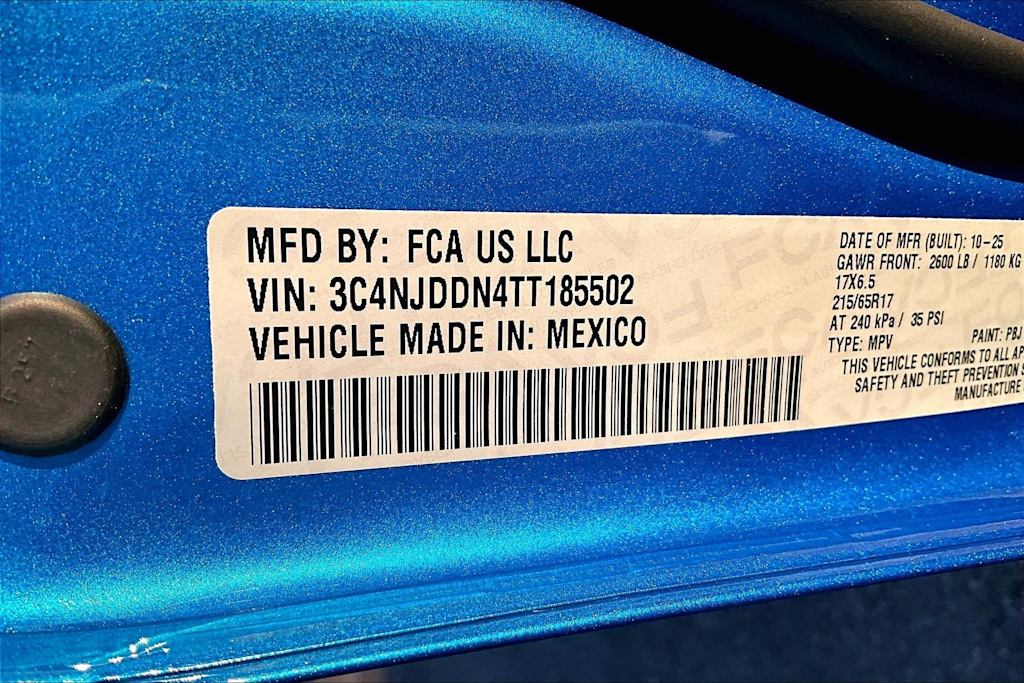 MFD BY: FCA US LLC
VIN: 3C4NJDDN4TT185502
VEHICLE MADE IN: MEXICO
DATE OF MFR (BUILT): 10-25
GAWR FRONT: 2600 LB / 1180 KG
17X6.5
215/65R17
AT 240 kPa / 35 PSI
TYPE: MPV PAINT: PBJ
THIS VEHICLE CONFORMS TO ALL AP
SAFETY AND THEFT PREVENTION S
MANUFACTURE